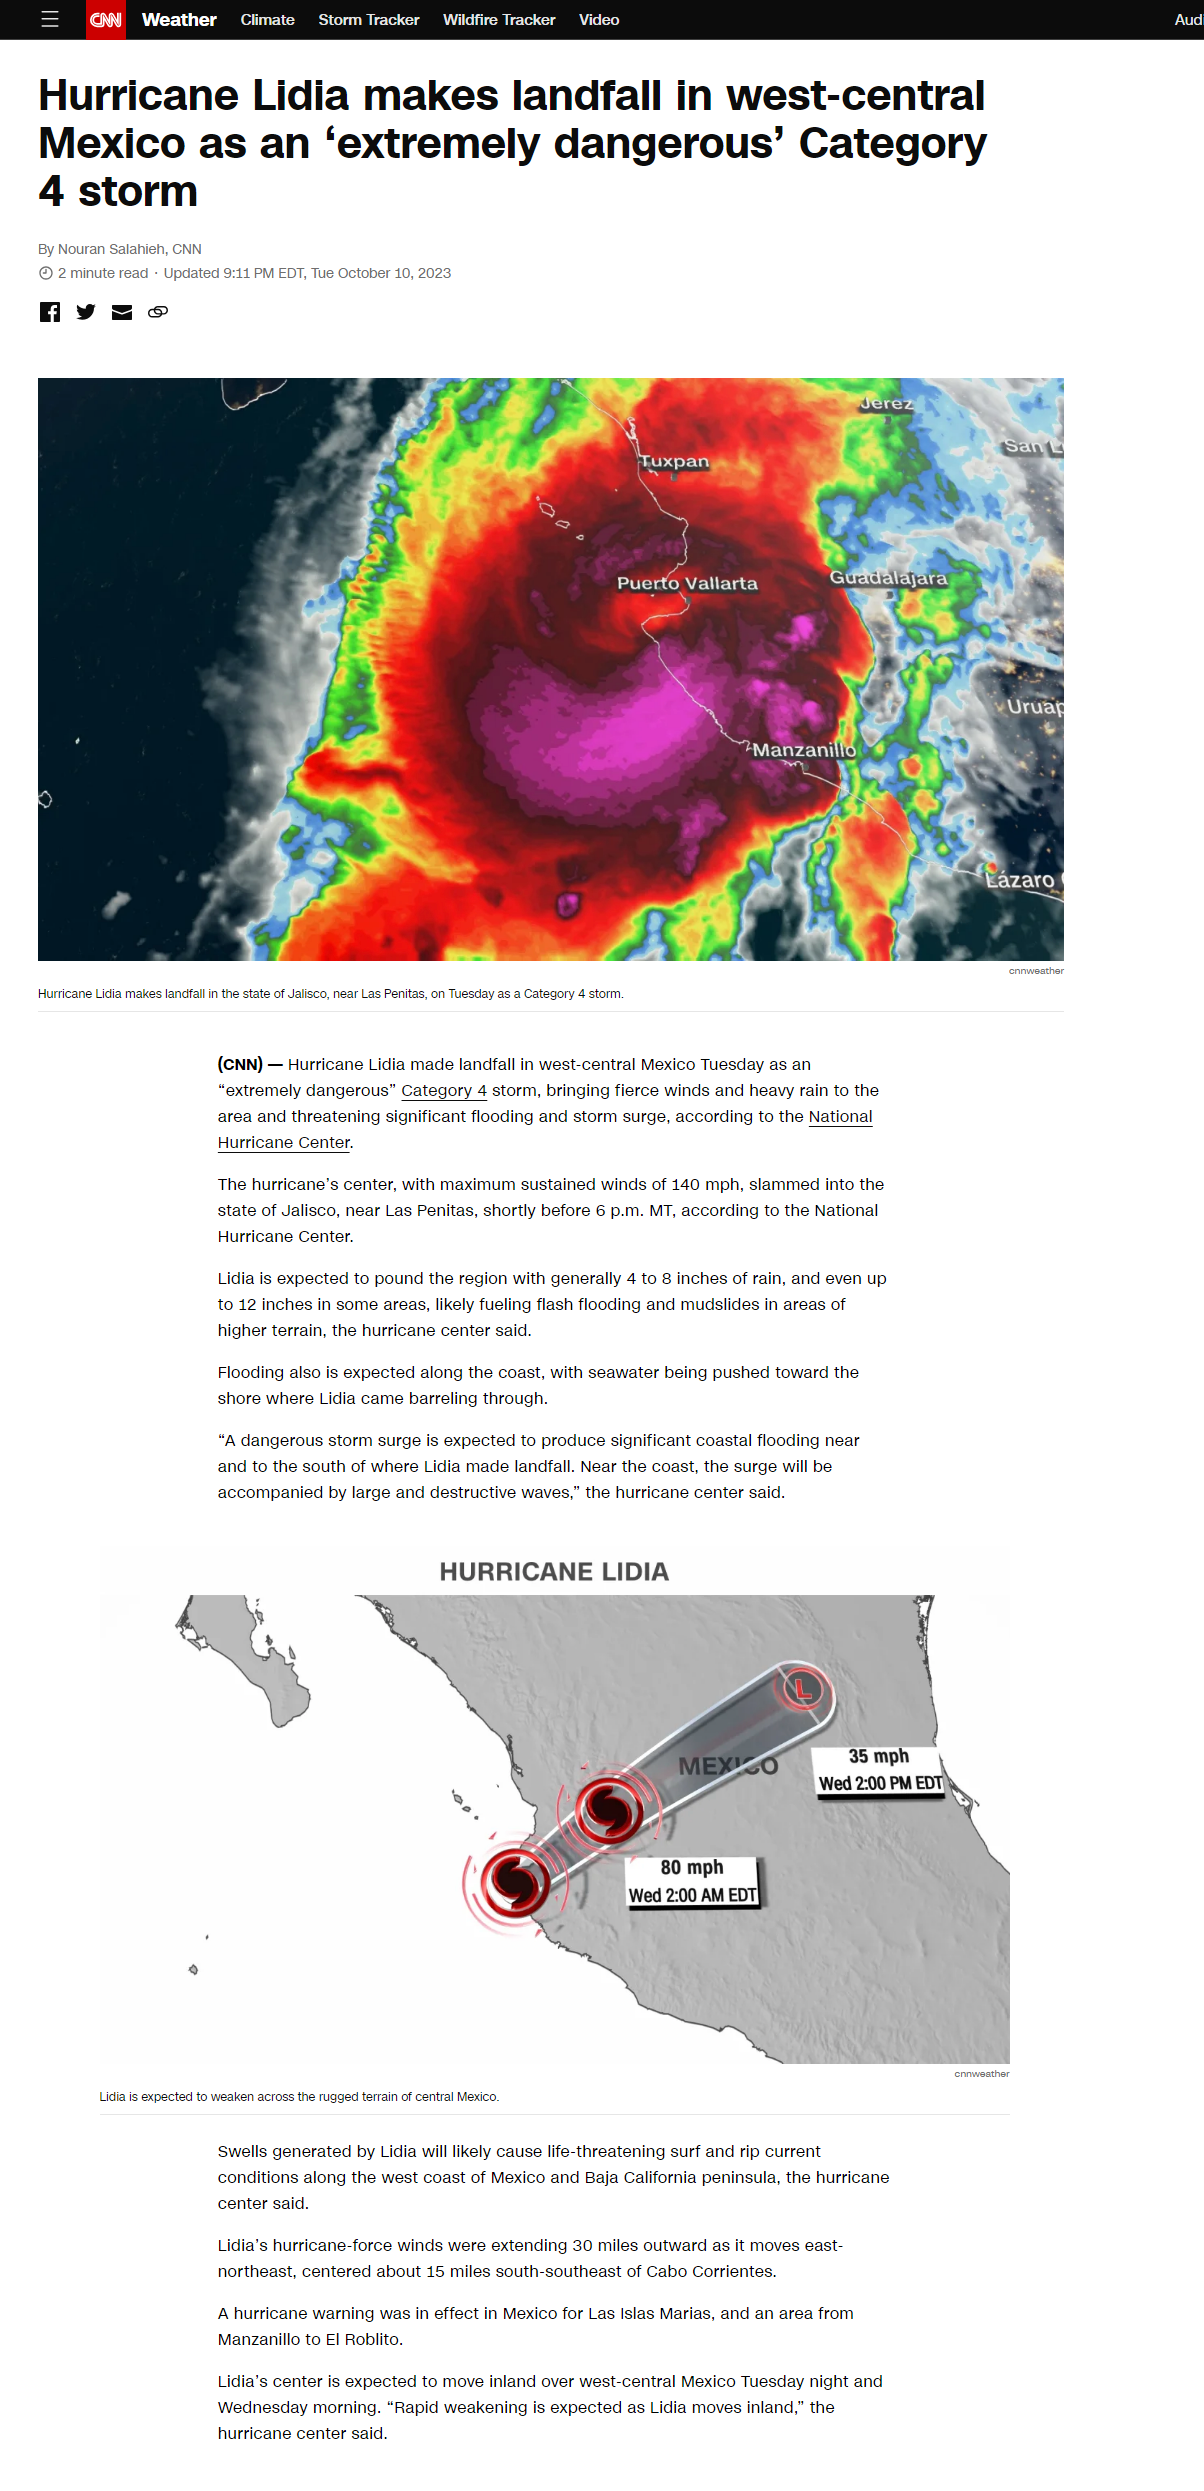 CNN Weather Climate Storm Tracker Wildfire Tracker Video
Hurricane Lidia makes landfall in west-central
Mexico as an ‘extremely dangerous’ Category
4 storm
By Nouran Salahieh, CNN
2 minute read · Updated 9:11 PM EDT, Tue October 10, 2023
Jerez
San L
Tuxpan
Puerto Vallarta
Guadalajara
Uruap
Manzanillo
Lázaro
cnnweather
Hurricane Lidia makes landfall in the state of Jalisco, near Las Penitas, on Tuesday as a Category 4 storm.
(CNN) — Hurricane Lidia made landfall in west-central Mexico Tuesday as an
“extremely dangerous” Category 4 storm, bringing fierce winds and heavy rain to the
area and threatening significant flooding and storm surge, according to the National
Hurricane Center.
The hurricane’s center, with maximum sustained winds of 140 mph, slammed into the
state of Jalisco, near Las Penitas, shortly before 6 p.m. MT, according to the National
Hurricane Center.
Lidia is expected to pound the region with generally 4 to 8 inches of rain, and even up
to 12 inches in some areas, likely fueling flash flooding and mudslides in areas of
higher terrain, the hurricane center said.
Flooding also is expected along the coast, with seawater being pushed toward the
shore where Lidia came barreling through.
“A dangerous storm surge is expected to produce significant coastal flooding near
and to the south of where Lidia made landfall. Near the coast, the surge will be
accompanied by large and destructive waves,” the hurricane center said.
HURRICANE LIDIA
L
MEXICO
35 mph
Wed 2:00 PM EDT
80 mph
Wed 2:00 AM EDT
cnnweather
Lidia is expected to weaken across the rugged terrain of central Mexico.
Swells generated by Lidia will likely cause life-threatening surf and rip current
conditions along the west coast of Mexico and Baja California peninsula, the hurricane
center said.
Lidia’s hurricane-force winds were extending 30 miles outward as it moves east-
northeast, centered about 15 miles south-southeast of Cabo Corrientes.
A hurricane warning was in effect in Mexico for Las Islas Marias, and an area from
Manzanillo to El Roblito.
Lidia’s center is expected to move inland over west-central Mexico Tuesday night and
Wednesday morning. “Rapid weakening is expected as Lidia moves inland,” the
hurricane center said.